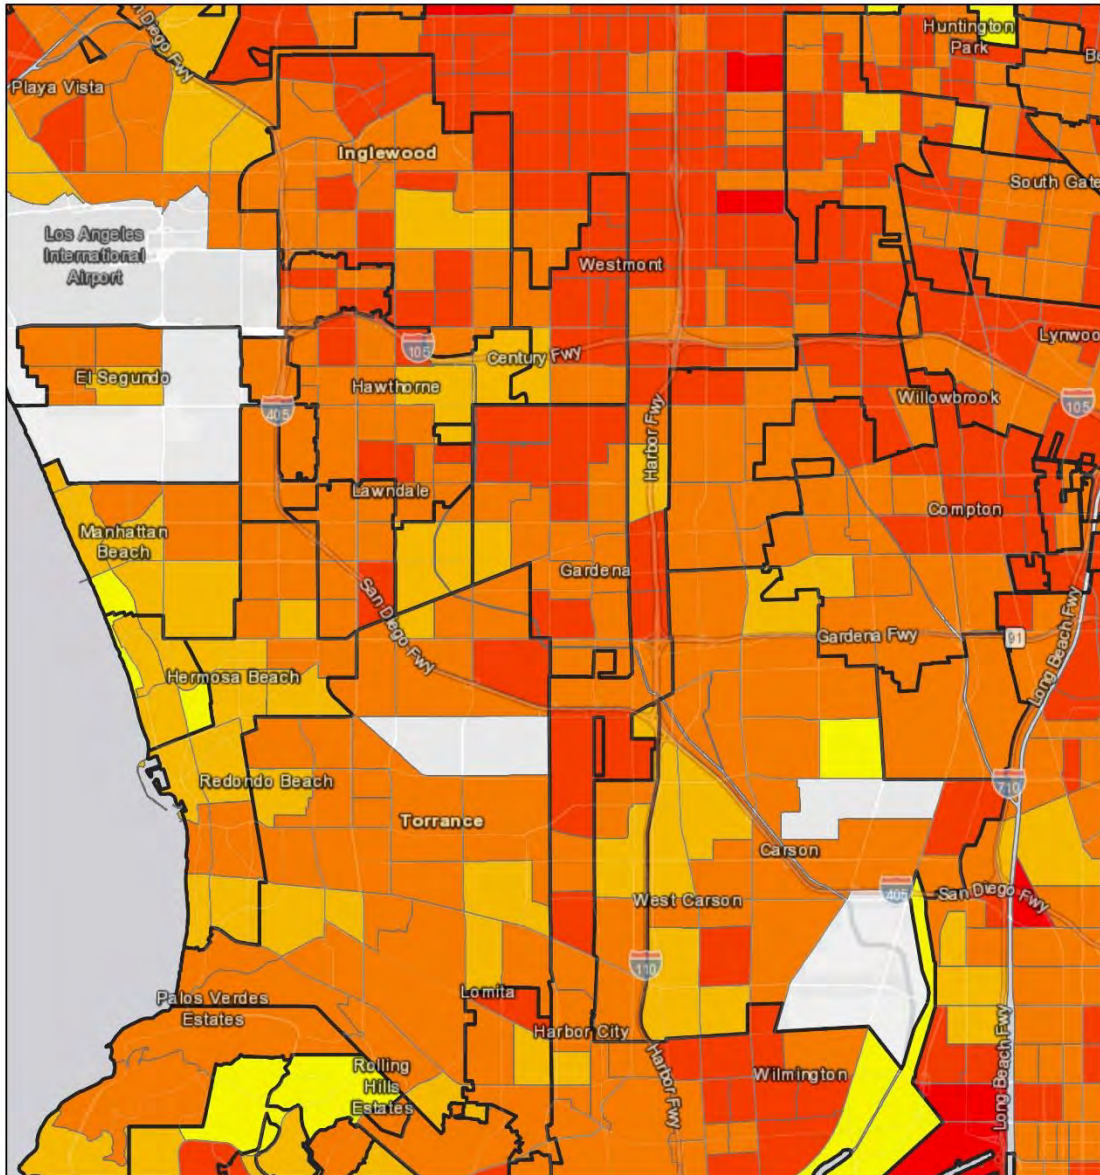 San Diego Fwy
Huntington
Park
Playa Vista
Inglewood
South Gate
Los Angeles
International
Airport
Westmont
105
Century Fwy
El Segundo
Hawthorne
405
Harbor Fwy
Willowbrook
105
Lawndale
Compton
Manhattan
Beach
Gardena
San Diego Fwy
Gardena Fwy
91
Long Beach Fwy
Hermosa Beach
Redondo Beach
710
Torrance
Carson
West Carson
405
San Diego Fwy
110
Palos Verdes
Estates
Lomita
Harbor City
Long Beach Fwy
Rolling
Hills
Estates
Harbor Fwy
Wilmington